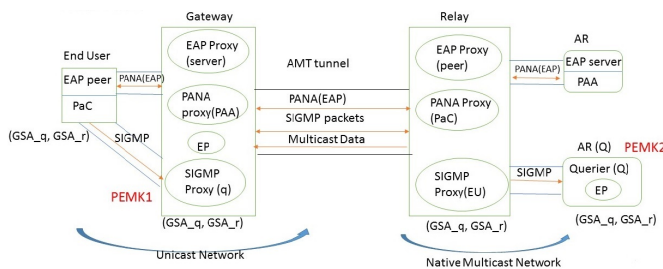 Gateway
Relay
End User
EAP peer
PaC
(GSA_q, GSA_r)
PANA(EAP)
SIGMP
PEMK1
EAP Proxy
(server)
PANA
proxy(PAA)
EP
SIGMP
Proxy (q)
(GSA_q, GSA_r)
Unicast Network
AMT tunnel
PANA(EAP)
SIGMP packets
Multicast Data
EAP Proxy
(peer)
PANA Proxy
(PaC)
SIGMP
Proxy(EU)
(GSA_q, GSA_r)
Native Multicast Network
AR
EAP server
PAA
PANA(EAP)
AR (Q)
PEMK2
Querier (Q)
EP
SIGMP
(GSA_q, GSA_r)